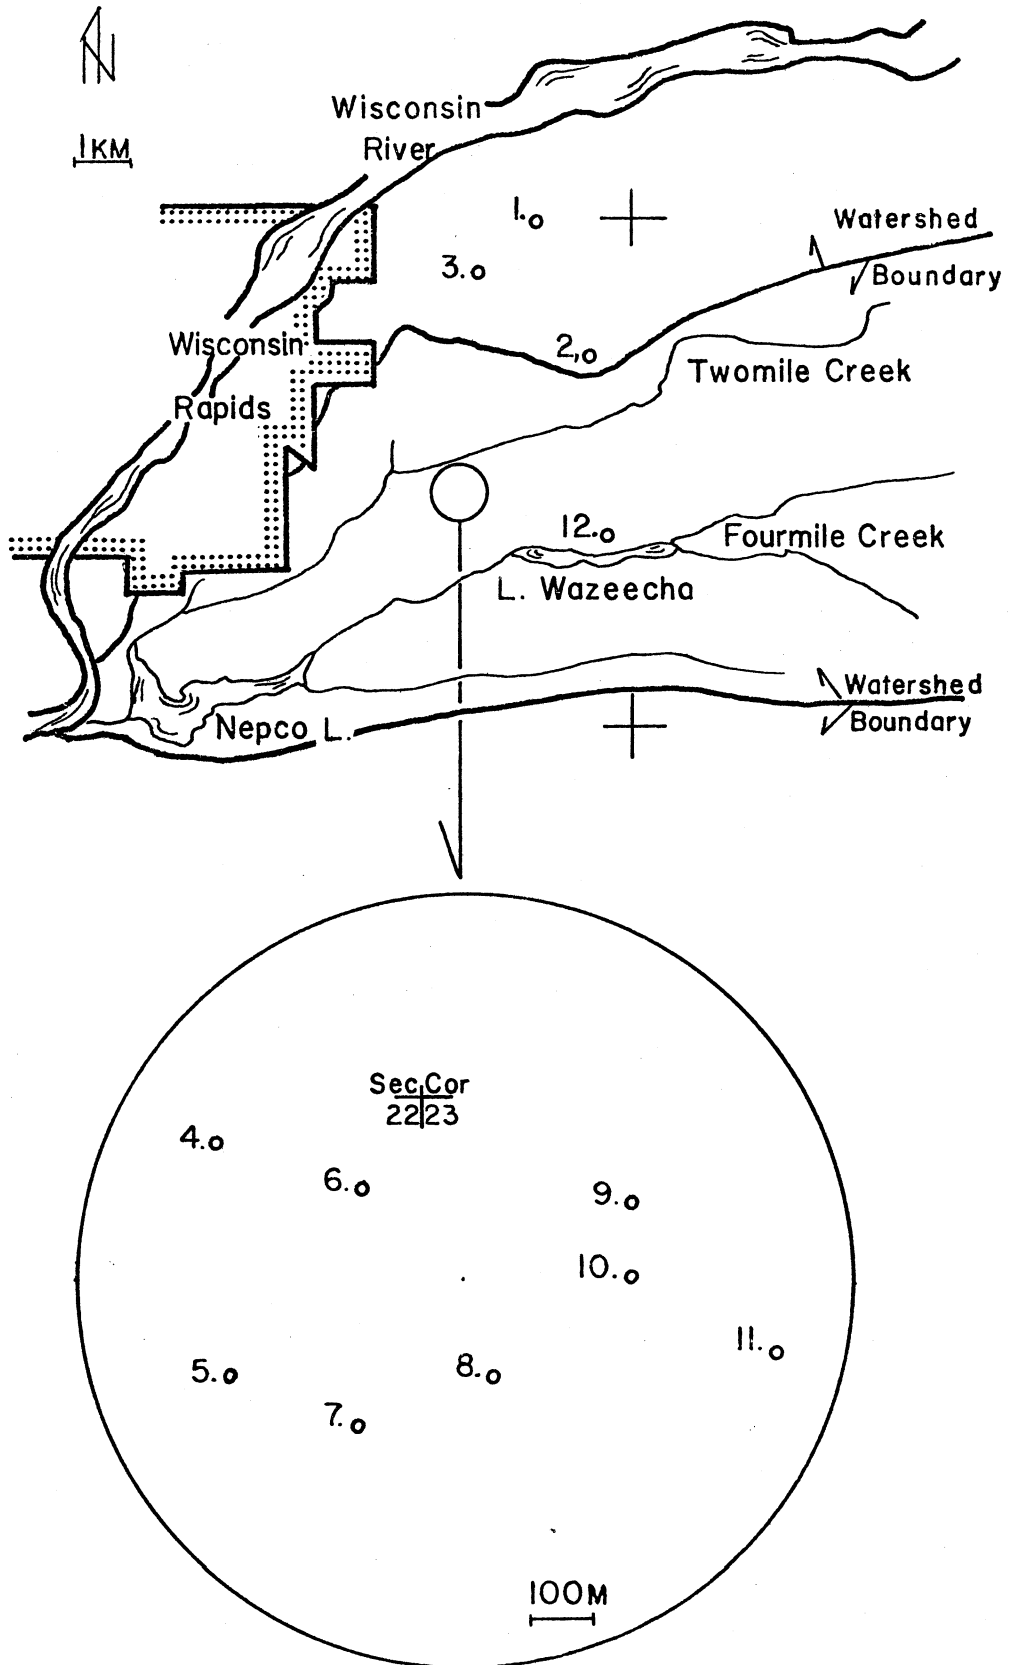 N
1KM
Wisconsin
River
1.
Watershed
Boundary
3.
Wisconsin
2.
Twomile Creek
Rapids
12.
Fourmile Creek
L. Wazeecha
Watershed
Boundary
Nepco L.
Sec. Cor
22 23
4.
6.
9.
10.
11.
5.
8.
7.
100M